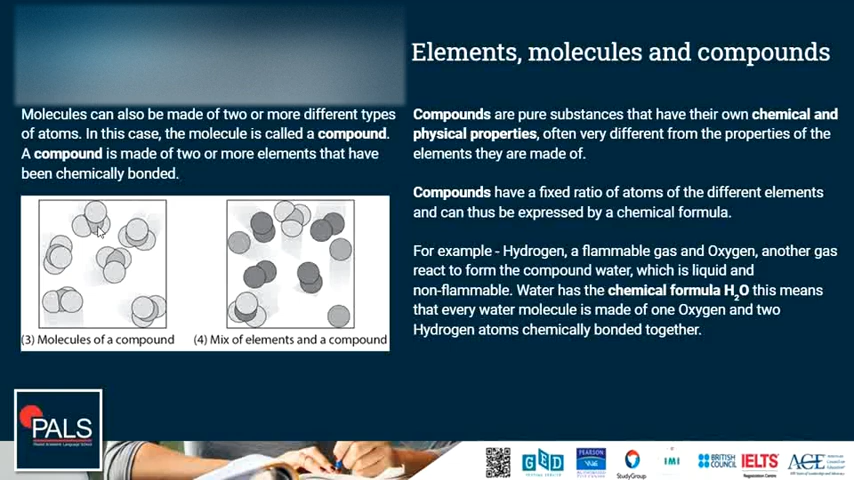 Elements, molecules and compounds
Molecules can also be made of two or more different types
of atoms. In this case, the molecule is called a compound.
A compound is made of two or more elements that have
been chemically bonded.
(3) Molecules of a compound
(4) Mix of elements and a compound
Compounds are pure substances that have their own chemical and
physical properties, often very different from the properties of the
elements they are made of.
Compounds have a fixed ratio of atoms of the different elements
and can thus be expressed by a chemical formula.
For example - Hydrogen, a flammable gas and Oxygen, another gas
react to form the compound water, which is liquid and
non-flammable. Water has the chemical formula H2O this means
that every water molecule is made of one Oxygen and two
Hydrogen atoms chemically bonded together.
PALS
GED
PEARSON
StudyGroup
IMI
BRITISH
COUNCIL
IELTS
ACE